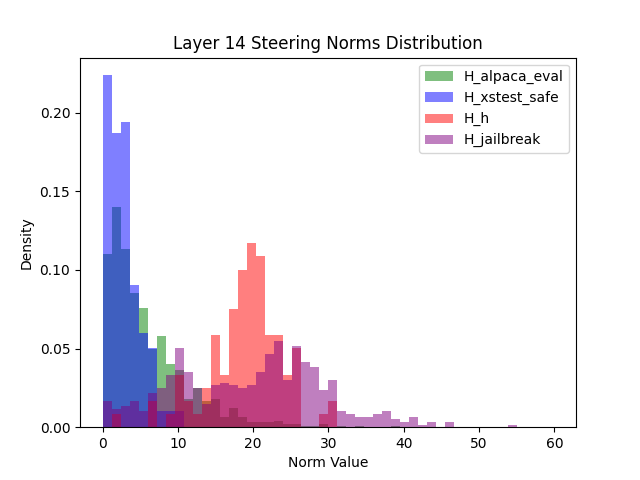 Layer 14 Steering Norms Distribution
H_alpaca_eval
H_xstest_safe
H_h
H_jailbreak
Density
0.20
0.15
0.10
0.05
0.00
0 10 20 30 40 50 60
Norm Value